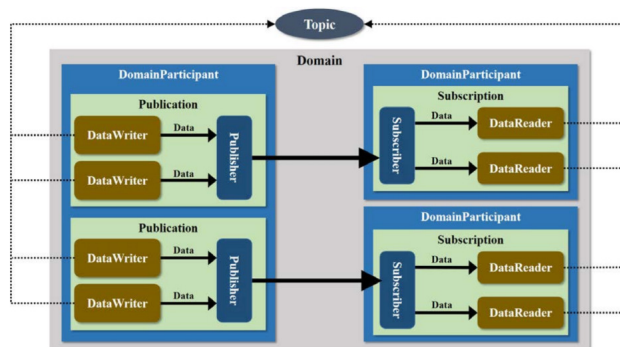 Topic
Domain
DomainParticipant
Publication
DataWriter
Data
DataWriter
Data
Publisher
Publication
DataWriter
Data
DataWriter
Data
Publisher
DomainParticipant
Subscription
Subscriber
Data
DataReader
Data
DataReader
DomainParticipant
Subscription
Subscriber
Data
DataReader
Data
DataReader